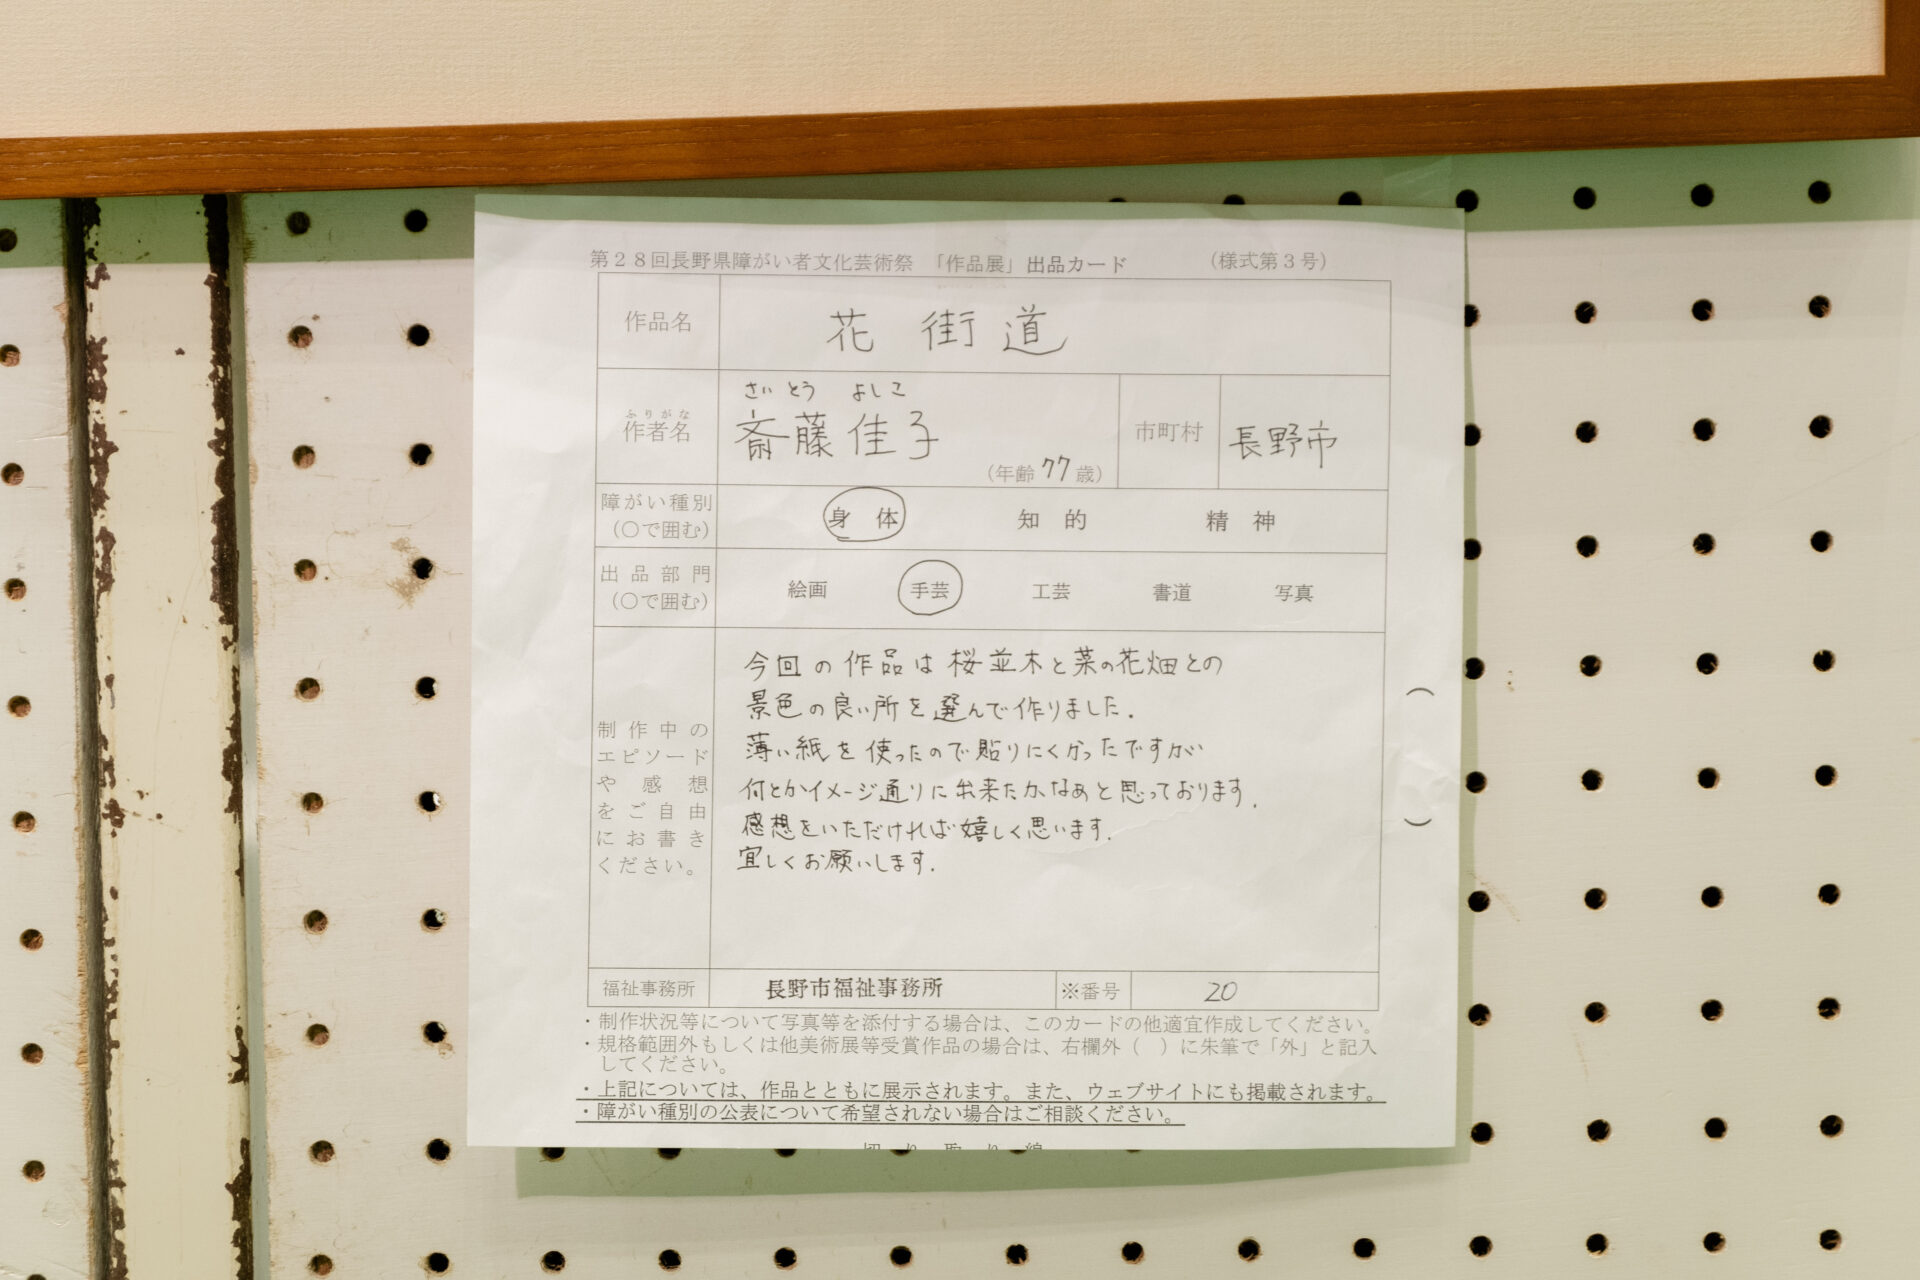 第28回長野県障がい者文化芸術祭 「作品展」出品カード (様式第3号)
作品名 花街道
さいとう よしこ
ふりがな
作者名 斎藤佳子 (年齢 77 歳) 市町村 長野市
障がい種別 (○で囲む) 身体 知的 精神
出品部門 (○で囲む) 絵画 手芸 工芸 書道 写真
制作中の
エピソード
や感想
をご自由
にお書き
ください。
今回の作品は桜並木と菜の花畑との
景色の良い所を選んで作りました.
薄い紙を使ったので貼りにくかったですが
何とかイメージ通りに出来たかなぁと思っております.
感想をいただければ嬉しく思います.
宜しくお願いします.
( )
福祉事務所 長野市福祉事務所 ※番号 20
・制作状況等について写真等を添付する場合は、このカードの他適宜作成してください。
・規格範囲外もしくは他美術展等受賞作品の場合は、右欄外( )に朱筆で「外」と記入
してください。
・上記については、作品とともに展示されます。また、ウェブサイトにも掲載されます。
・障がい種別の公表について希望されない場合はご相談ください。